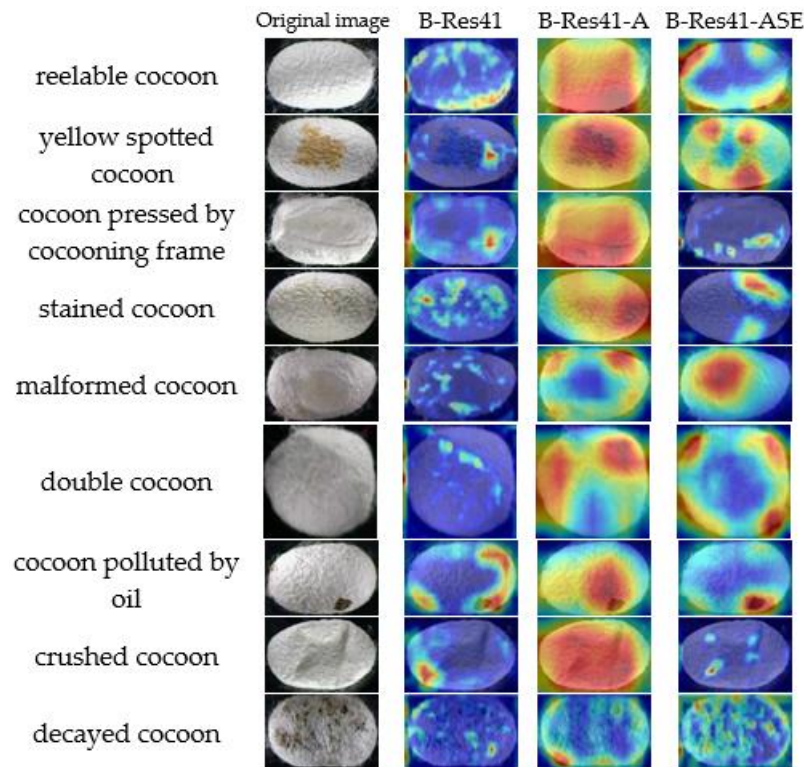 Original image B-Res41 B-Res41-A B-Res41-ASE
reelable cocoon
yellow spotted
cocoon
cocoon pressed by
cocooning frame
stained cocoon
malformed cocoon
double cocoon
cocoon polluted by
oil
crushed cocoon
decayed cocoon